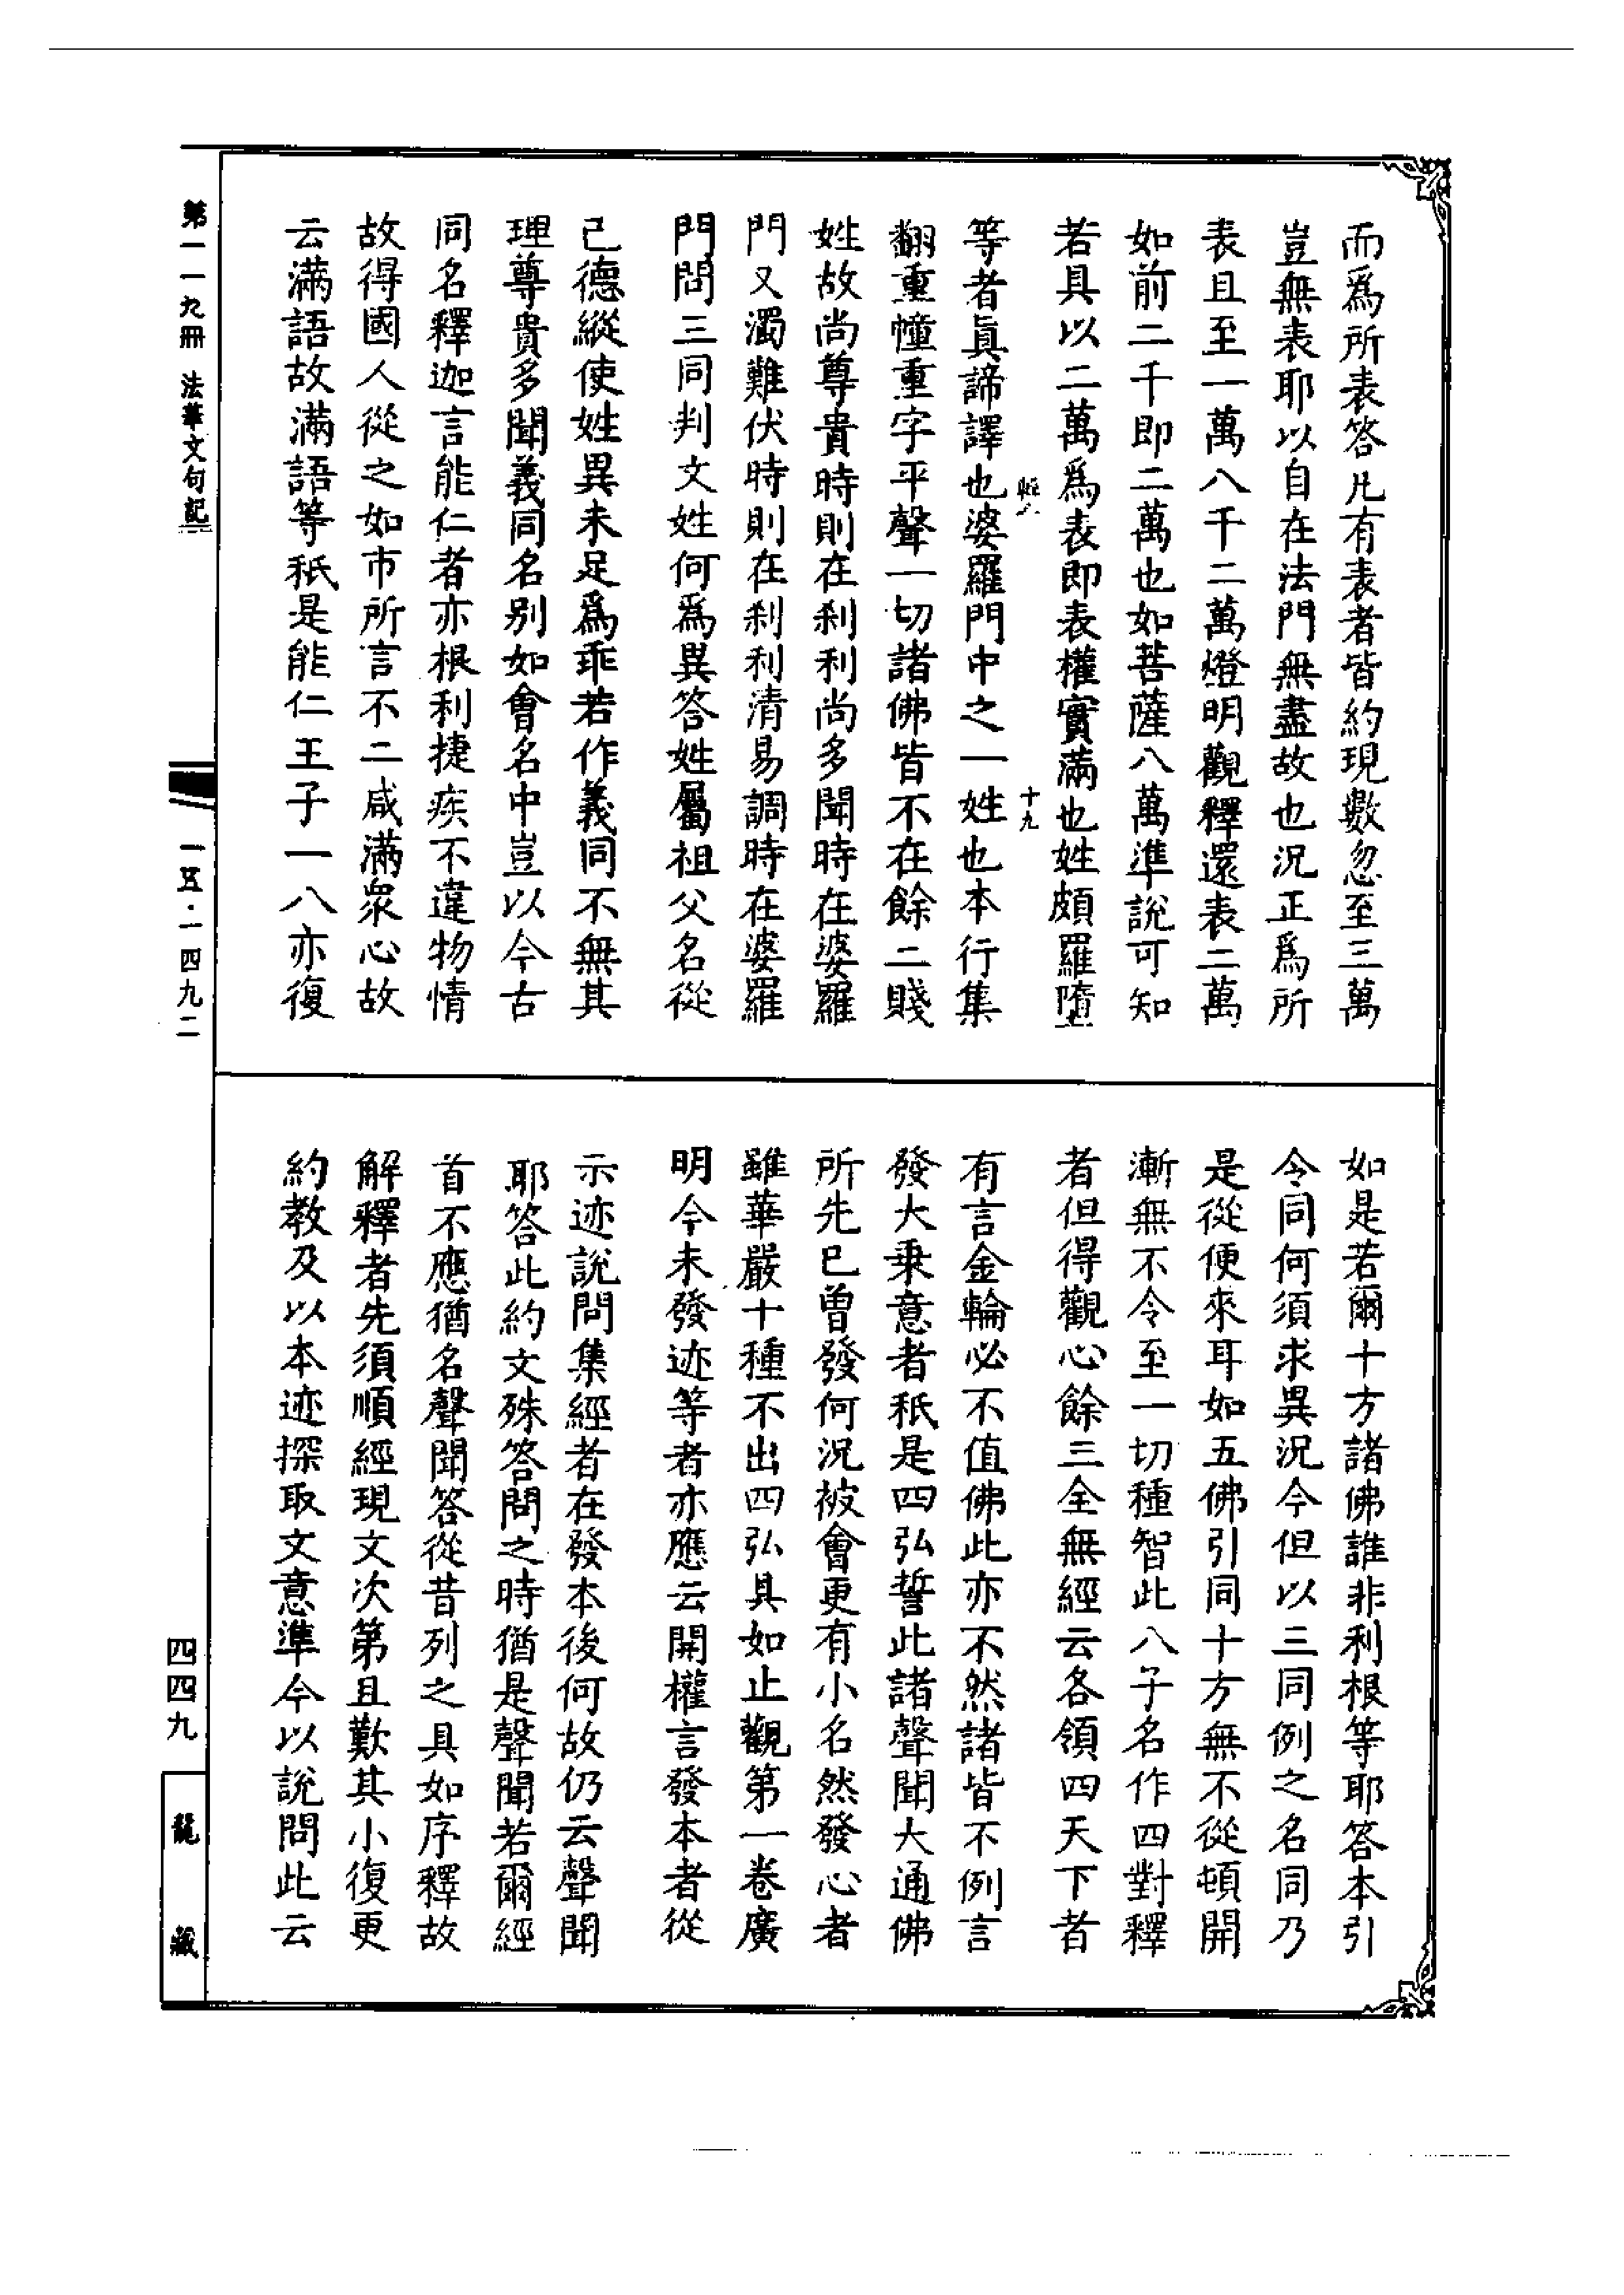 而爲所表答凡有表者皆約現數忽至三萬
豈無表耶以自在法門無盡故也況正爲所
表且至一萬八千二萬燈明觀釋還表二萬
如前二千即二萬也如菩薩八萬準說可知
若具以二萬爲表即表權實滿也姓頗羅墮
十九
等者眞諦譯也婆羅門中之一姓也本行集
翻重幢重字平聲一切諸佛皆不在餘二賤
姓故尚尊貴時則在刹利尚多聞時在婆羅
門又濁難伏時則在刹利清易調時在婆羅
門問三同判文姓何爲異答姓屬祖父名從
己德縱使姓異未足爲乖若作義同不無其
理尊貴多聞義同名別如會名中豈以今古
同名釋迦言能仁者亦根利捷疾不違物情
故得國人從之如市所言不二咸滿衆心故
云滿語故滿語等秖是能仁王子一八亦復
如是若爾十方諸佛誰非利根等耶答本引
令同何須求異況今但以三同例之名同乃
是從便來耳如五佛引同十方無不從頓開
漸無不令至一切種智此八子名作四對釋
者但得觀心餘三全無經云各領四天下者
有言金輪必不值佛此亦不然諸皆不例言
發大乗意者秖是四弘誓此諸聲聞大通佛
所先已曾發何況被會更有小名然發心者
雖華嚴十種不出四弘具如止觀第一卷廣
明今未發迹等者亦應云開權言發本者從
示迹說問集經者在發本後何故仍云聲聞
耶答此約文殊答問之時猶是聲聞若爾經
首不應猶名聲聞答從昔列之具如序釋故
解釋者先須順經現文次第且歎其小復更
約教及以本迹探取文意準今以說問此云
第一一九冊 法華文句記
一五·一四九二
四四九
龍藏